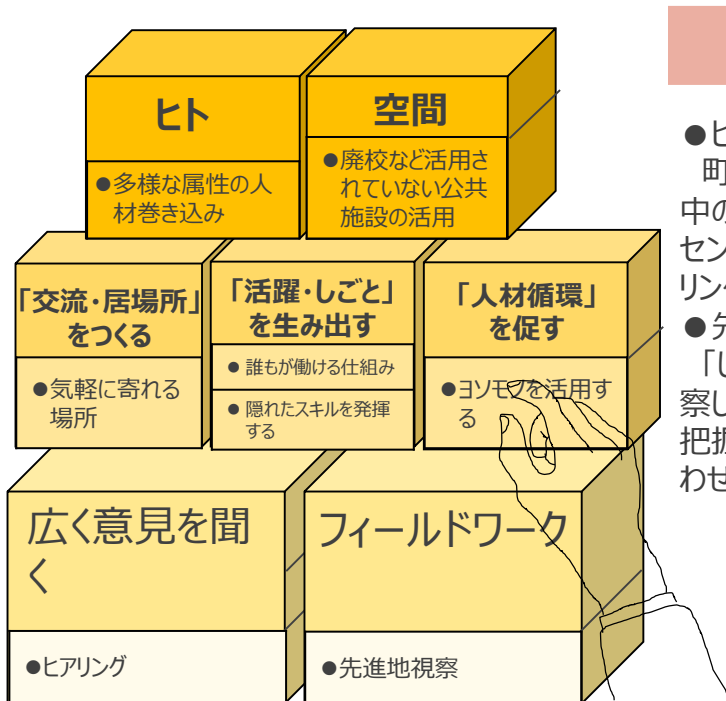 ヒト
●多様な属性の人
材巻き込み
空間
●廃校など活用さ
れていない公共
施設の活用
「交流・居場所」
をつくる
●気軽に寄れる
場所
「活躍・しごと」
を生み出す
● 誰もが働ける仕組み
● 隠れたスキルを発揮
する
「人材循環」
を促す
●ヨソモノを活用す
る
広く意見を聞
く
●ヒアリング
フィールドワーク
●先進地視察
●ヒ
町
中の
セン
リン
●先
「し
察し
把握
わせ